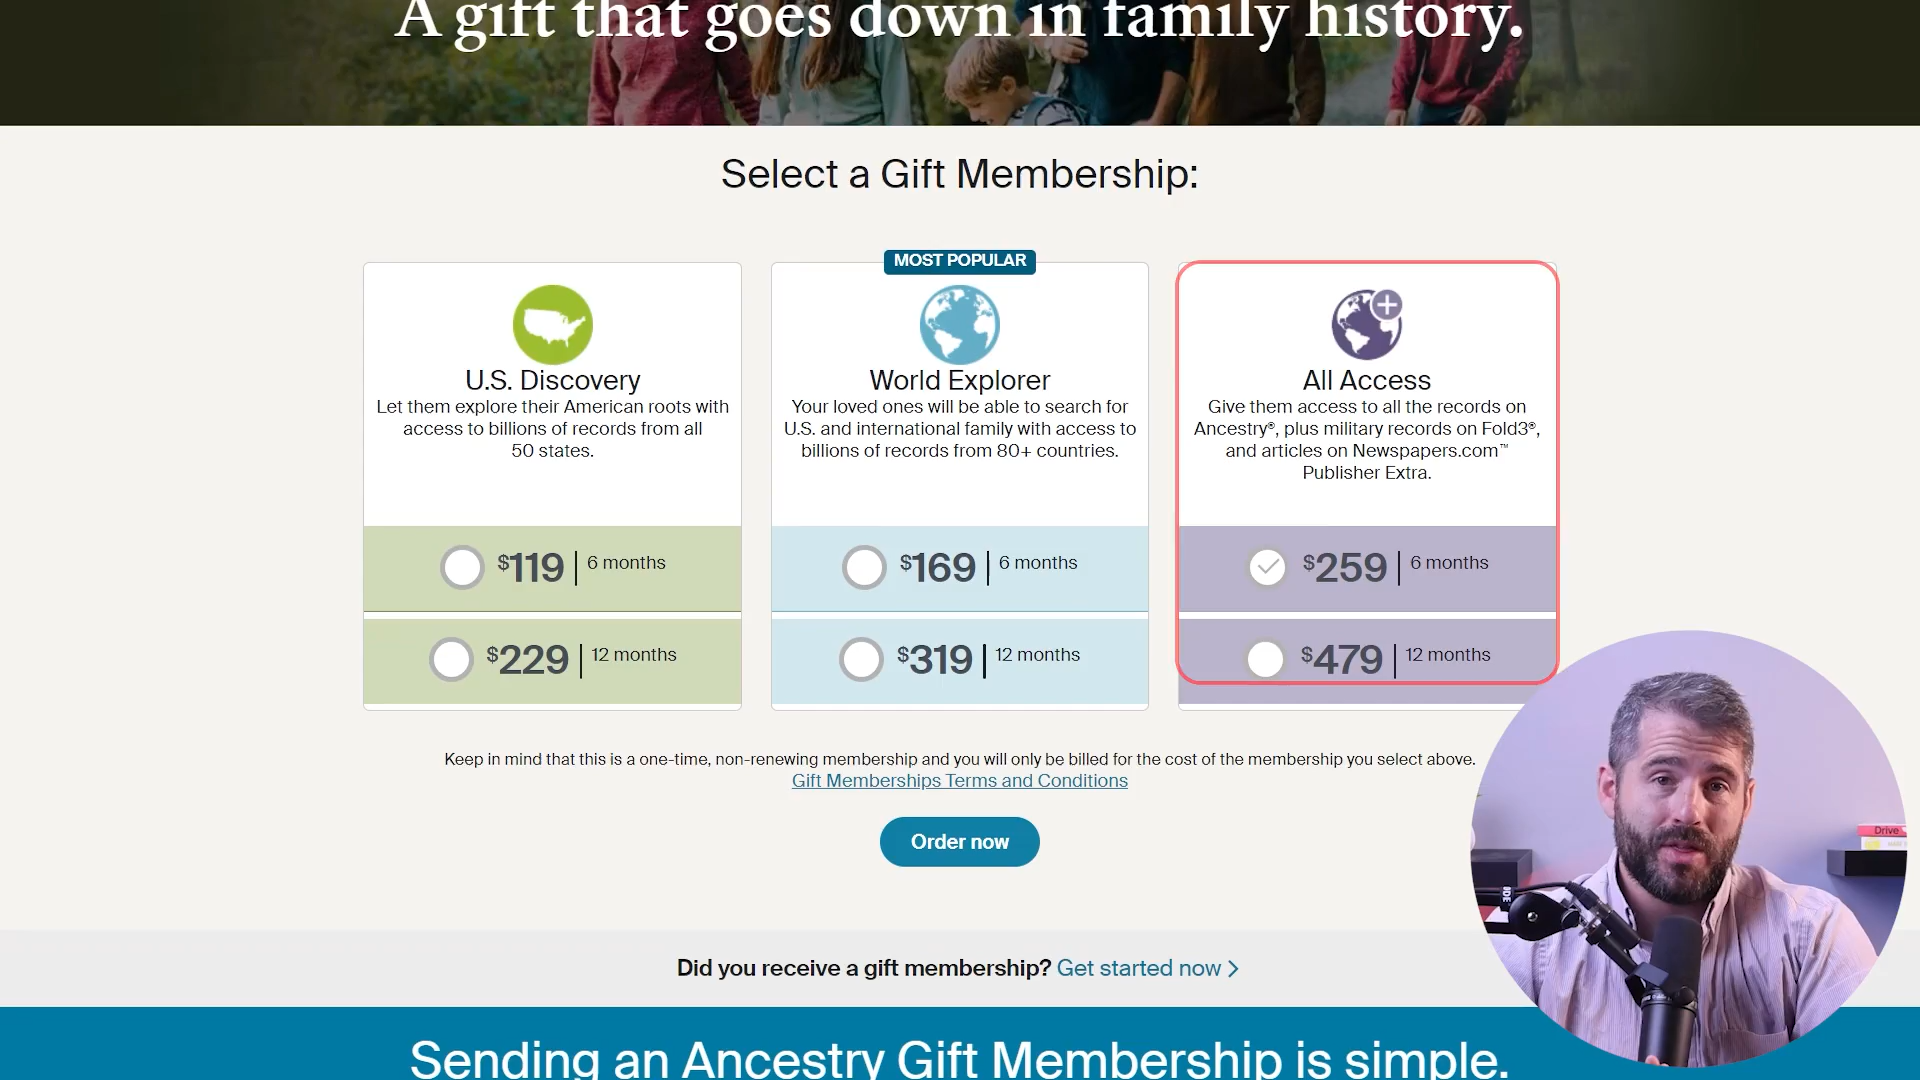 A gift that goes down in family history.
Select a Gift Membership:
MOST POPULAR
U.S. Discovery
Let them explore their American roots with
access to billions of records from all
50 states.
$119 | 6 months
$229 | 12 months
World Explorer
Your loved ones will be able to search for
U.S. and international family with access to
billions of records from 80+ countries.
$169 | 6 months
$319 | 12 months
All Access
Give them access to all the records on
Ancestry®, plus military records on Fold3®,
and articles on Newspapers.com™
Publisher Extra.
$259 | 6 months
$479 | 12 months
Keep in mind that this is a one-time, non-renewing membership and you will only be billed for the cost of the membership you select above.
Gift Memberships Terms and Conditions
Order now
Did you receive a gift membership? Get started now >
Drive
Sending an Ancestry Gift Membership is simple.